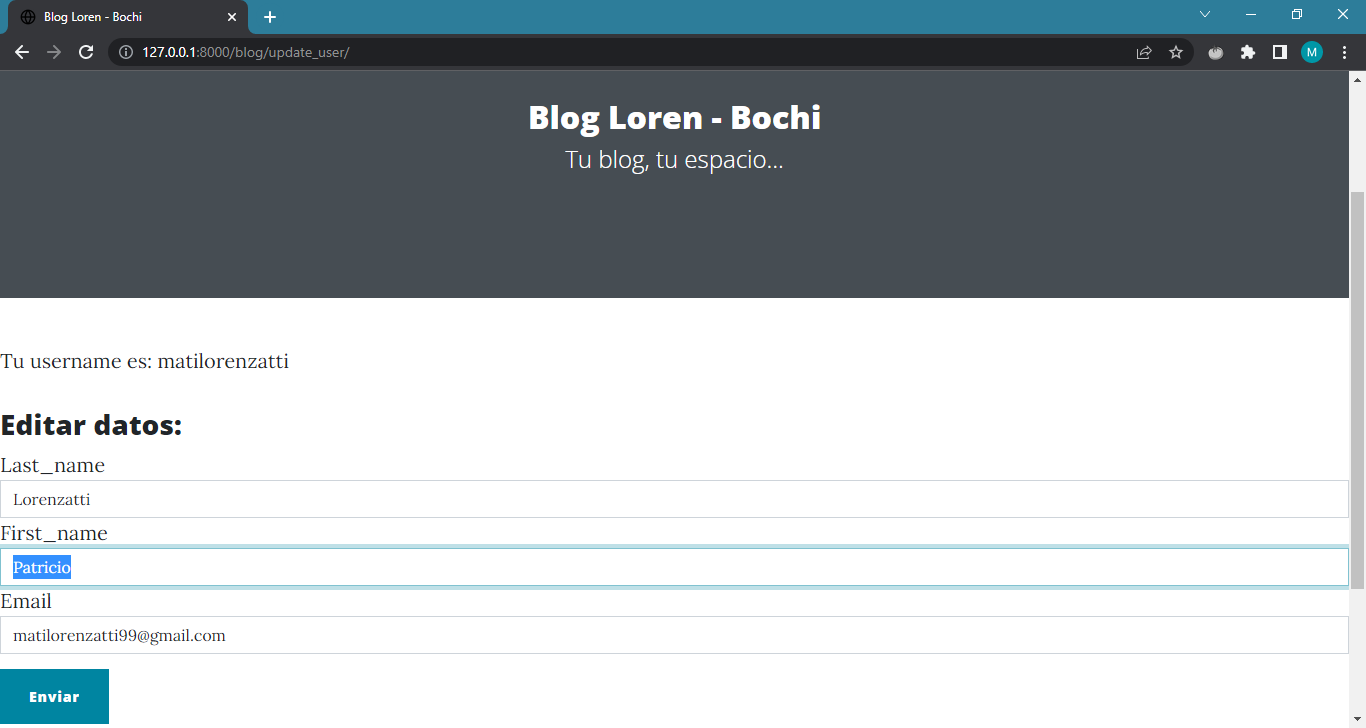 Blog Loren - Bochi
127.0.0.1:8000/blog/update_user/
M
Blog Loren - Bochi
Tu blog, tu espacio...
Tu username es: matilorenzatti
Editar datos:
Last_name
Lorenzatti
First_name
Patricio
Email
matilorenzatti99@gmail.com
Enviar